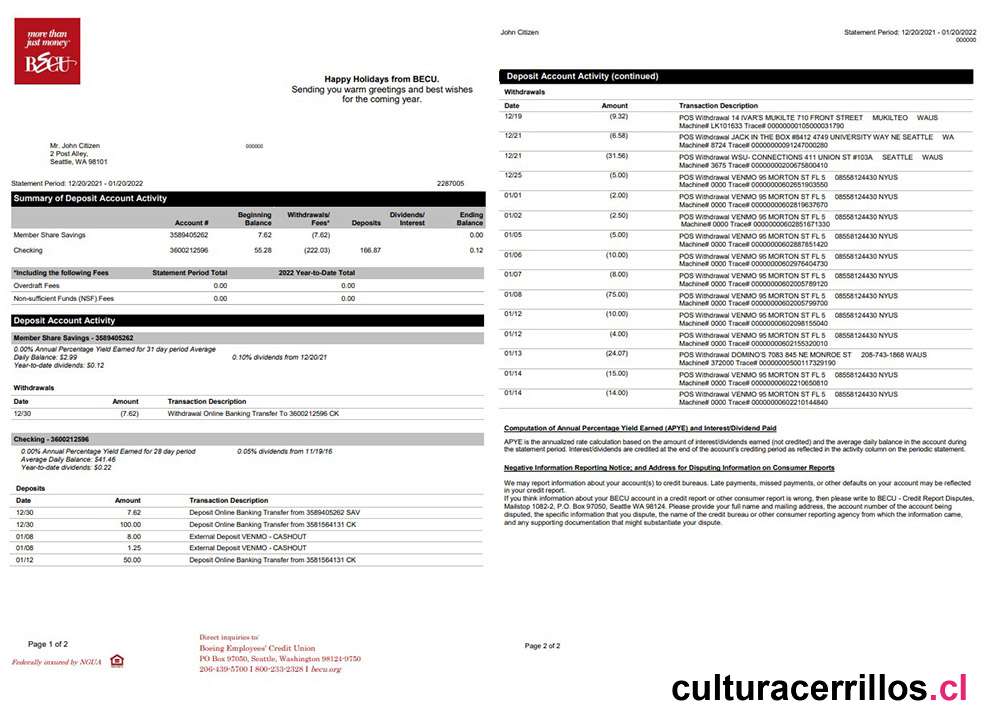 more than
just money®
BECU
Happy Holidays from BECU.
Sending you warm greetings and best wishes
for the coming year.
Mr. John Citizen
2 Post Alley,
Seattle, WA 98101
000000
Statement Period: 12/20/2021 - 01/20/2022 2287005
Summary of Deposit Account Activity
Account # Beginning Balance Withdrawals/ Fees* Deposits Dividends/ Interest Ending Balance
Member Share Savings 3589405262 7.62 (7.62) 0.00
Checking 3600212596 55.28 (222.03) 166.87 0.12
*Including the following Fees Statement Period Total 2022 Year-to-Date Total
Overdraft Fees 0.00 0.00
Non-sufficient Funds (NSF) Fees 0.00 0.00
Deposit Account Activity
Member Share Savings - 3589405262
0.00% Annual Percentage Yield Earned for 31 day period Average
Daily Balance: $2.99 0.10% dividends from 12/20/21
Year-to-date dividends: $0.12
Withdrawals
Date Amount Transaction Description
12/30 (7.62) Withdrawal Online Banking Transfer To 3600212596 CK
Checking - 3600212596
0.00% Annual Percentage Yield Earned for 28 day period 0.05% dividends from 11/19/16
Average Daily Balance: $41.46
Year-to-date dividends: $0.22
Deposits
Date Amount Transaction Description
12/30 7.62 Deposit Online Banking Transfer from 3589405262 SAV
12/30 100.00 Deposit Online Banking Transfer from 3581564131 CK
01/08 8.00 External Deposit VENMO - CASHOUT
01/08 1.25 External Deposit VENMO - CASHOUT
01/12 50.00 Deposit Online Banking Transfer from 3581564131 CK
Page 1 of 2
Federally insured by NGUA
Direct inquiries to:
Boeing Employees' Credit Union
PO Box 97050, Seattle, Washington 98124-9750
206-439-5700 I 800-233-2328 I becu.org
John Citizen Statement Period: 12/20/2021 - 01/20/2022
000000
Deposit Account Activity (continued)
Withdrawals
Date Amount Transaction Description
12/19 (9.32) POS Withdrawal 14 IVAR'S MUKILTE 710 FRONT STREET MUKILTEO WAUS
Machine# LK101633 Trace# 00000000105000031790
12/21 (6.58) POS Withdrawal JACK IN THE BOX #8412 4749 UNIVERSITY WAY NE SEATTLE WA
Machine# 8724 Trace# 00000000091247000280
12/21 (31.56) POS Withdrawal WSU- CONNECTIONS 411 UNION ST #103A SEATTLE WAUS
Machine# 3675 Trace# 00000000200675800410
12/25 (5.00) POS Withdrawal VENMO 95 MORTON ST FL 5 08558124430 NYUS
Machine# 0000 Trace# 00000000602651903550
01/01 (2.00) POS Withdrawal VENMO 95 MORTON ST FL 5 08558124430 NYUS
Machine# 0000 Trace# 00000000602819637670
01/02 (2.50) POS Withdrawal VENMO 95 MORTON ST FL 5 08558124430 NYUS
Machine# 0000 Trace# 00000000602851671330
01/05 (5.00) POS Withdrawal VENMO 95 MORTON ST FL 5 08558124430 NYUS
Machine# 0000 Trace# 00000000602887851420
01/06 (10.00) POS Withdrawal VENMO 95 MORTON ST FL 5 08558124430 NYUS
Machine# 0000 Trace# 00000000602976404730
01/07 (8.00) POS Withdrawal VENMO 95 MORTON ST FL 5 08558124430 NYUS
Machine# 0000 Trace# 00000000602005789120
01/08 (75.00) POS Withdrawal VENMO 95 MORTON ST FL 5 08558124430 NYUS
Machine# 0000 Trace# 00000000602005799700
01/12 (10.00) POS Withdrawal VENMO 95 MORTON ST FL 5 08558124430 NYUS
Machine# 0000 Trace# 00000000602098155040
01/12 (4.00) POS Withdrawal VENMO 95 MORTON ST FL 5 08558124430 NYUS
Machine# 0000 Trace# 00000000602155320010
01/13 (24.07) POS Withdrawal DOMINO'S 7083 845 NE MONROE ST 208-743-1868 WAUS
Machine# 372000 Trace# 00000000500117329190
01/14 (15.00) POS Withdrawal VENMO 95 MORTON ST FL 5 08558124430 NYUS
Machine# 0000 Trace# 00000000602210650810
01/14 (14.00) POS Withdrawal VENMO 95 MORTON ST FL 5 08558124430 NYUS
Machine# 0000 Trace# 00000000602210144840
Computation of Annual Percentage Yield Earned (APYE) and Interest/Dividend Paid
APYE is the annualized rate calculation based on the amount of interest/dividends earned (not credited) and the average daily balance in the account during
the statement period. Interest/dividends are credited at the end of the account's crediting period as reflected in the activity column on the periodic statement.
Negative Information Reporting Notice; and Address for Disputing Information on Consumer Reports
We may report information about your account(s) to credit bureaus. Late payments, missed payments, or other defaults on your account may be reflected
in your credit report.
If you think information about your BECU account in a credit report or other consumer report is wrong, then please write to BECU - Credit Report Disputes,
Mailstop 1082-2, P.O. Box 97050, Seattle WA 98124. Please provide your full name and mailing address, the account number of the account being
disputed, the specific information that you dispute, the name of the credit bureau or other consumer reporting agency from which the information came,
and any supporting documentation that might substantiate your dispute.
Page 2 of 2
culturacerrillos.cl